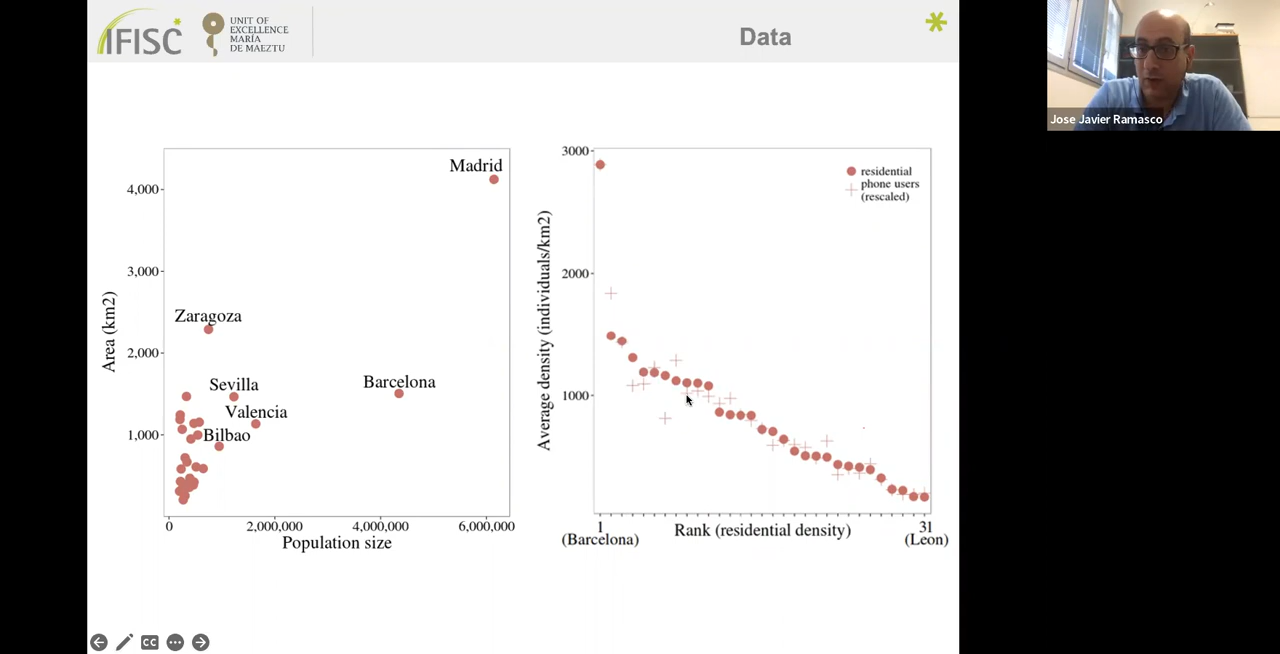 IFISC
UNIT OF
EXCELLENCE
MARÍA
DE MAEZTU
Data
Jose Javier Ramasco
Madrid
4,000
3,000
Zaragoza
2,000
Sevilla
Barcelona
Valencia
1,000
Bilbao
Area (km2)
0
2,000,000
4,000,000
6,000,000
Population size
3000
residential
phone users
(rescaled)
2000
1000
Average density (individuals/km2)
1
31
Rank (residential density)
(Barcelona)
(Leon)
CC